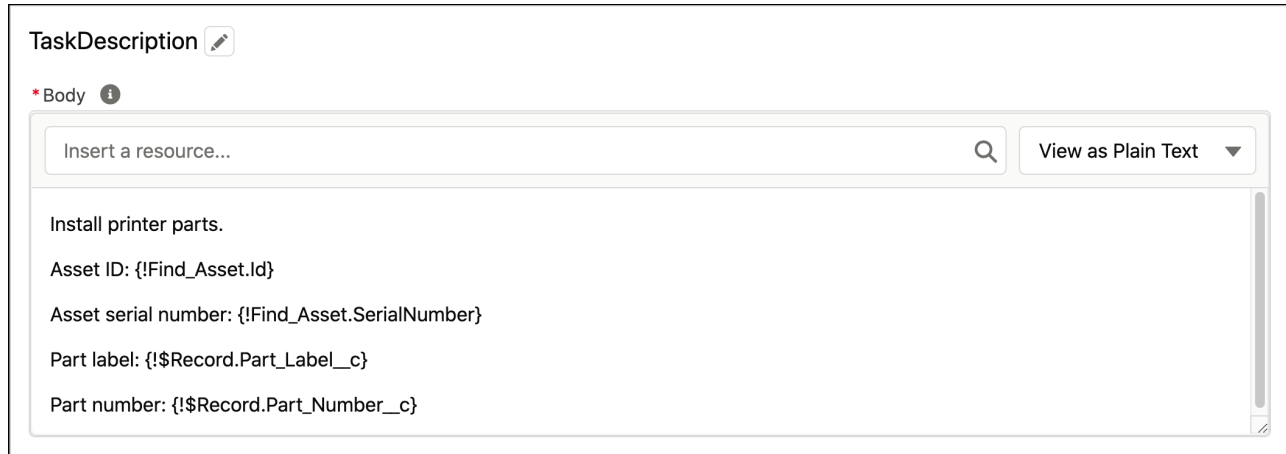 TaskDescription
*Body
Insert a resource...
View as Plain Text
Install printer parts.
Asset ID: {!Find_Asset.Id}
Asset serial number: {!Find_Asset.SerialNumber}
Part label: {!$Record.Part_Label__c}
Part number: {!$Record.Part_Number__c}